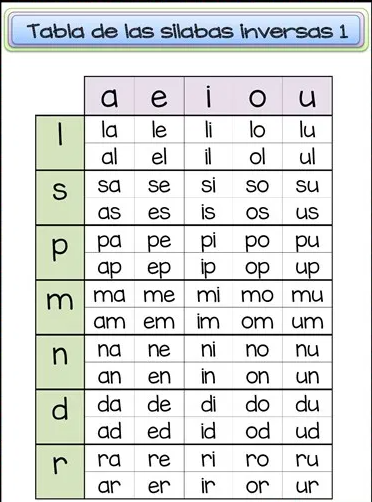 Tabla de las silabas inversas 1
a e i o u
l la le li lo lu
al el il ol ul
s sa se si so su
as es is os us
p pa pe pi po pu
ap ep ip op up
m ma me mi mo mu
am em im om um
n na ne ni no nu
an en in on un
d da de di do du
ad ed id od ud
r ra re ri ro ru
ar er ir or ur